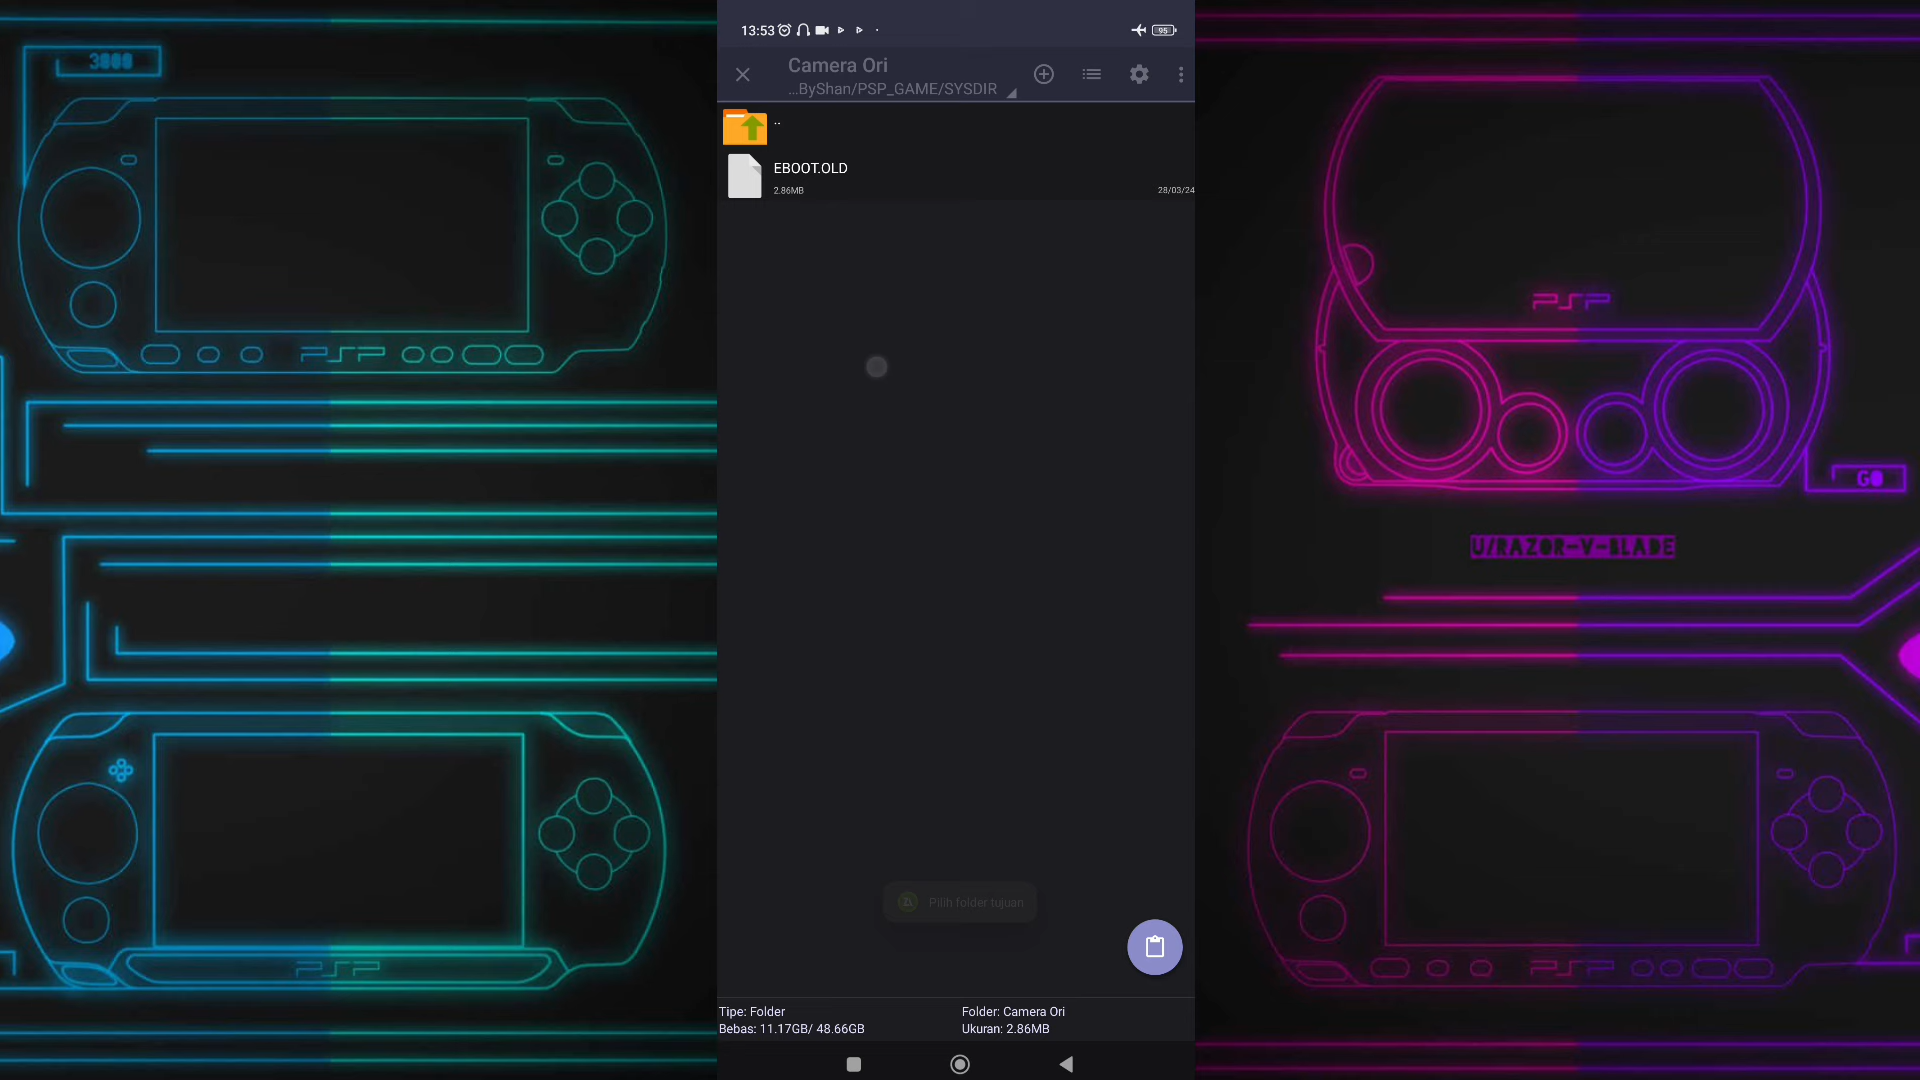 3000
13:53
95
Camera Ori
...ByShan/PSP_GAME/SYSDIR
..
EBOOT.OLD
2.86MB
28/03/24
PSP
PSP
GO
U/RAZOR-V-BLADE
Pilih folder tujuan
PSP
PSP
Tipe: Folder
Folder: Camera Ori
Bebas: 11.17GB/ 48.66GB
Ukuran: 2.86MB